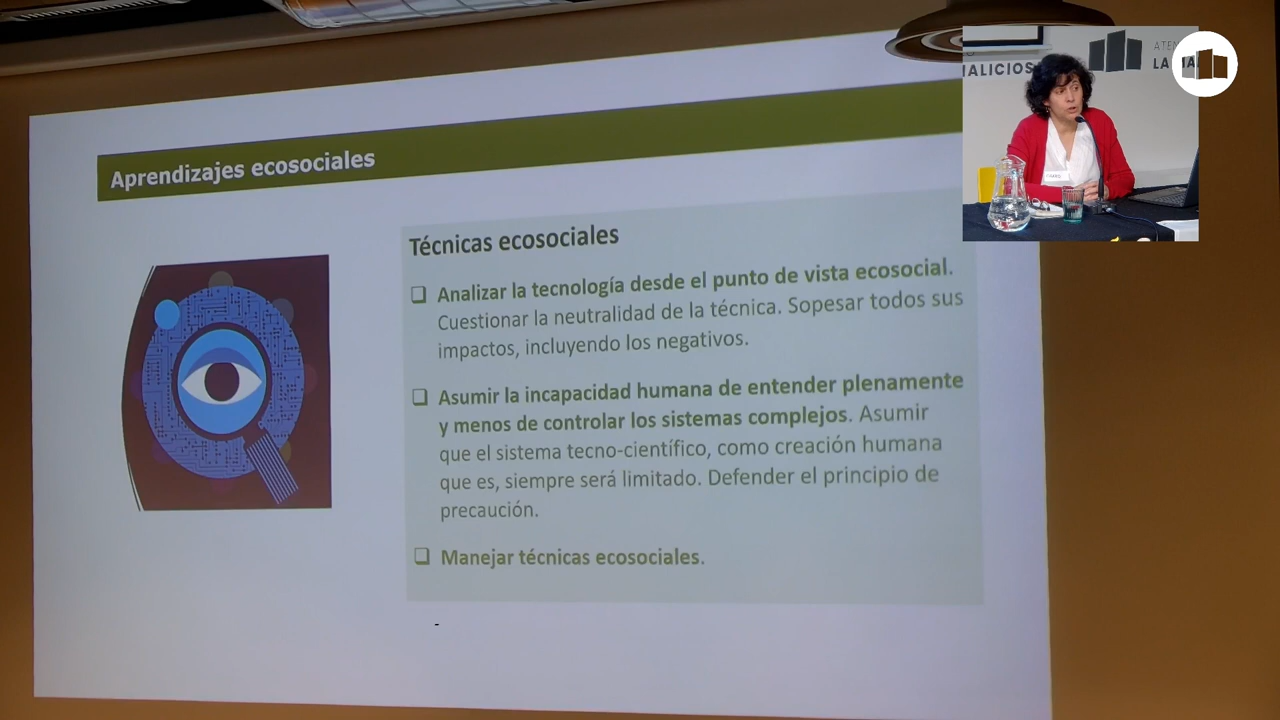 Aprendizajes ecosociales
Técnicas ecosociales
❑ Analizar la tecnología desde el punto de vista ecosocial.
Cuestionar la neutralidad de la técnica. Sopesar todos sus
impactos, incluyendo los negativos.
❑ Asumir la incapacidad humana de entender plenamente
y menos de controlar los sistemas complejos. Asumir
que el sistema tecno-científico, como creación humana
que es, siempre será limitado. Defender el principio de
precaución.
❑ Manejar técnicas ecosociales.
MALICIOS
ATEN
LA MA